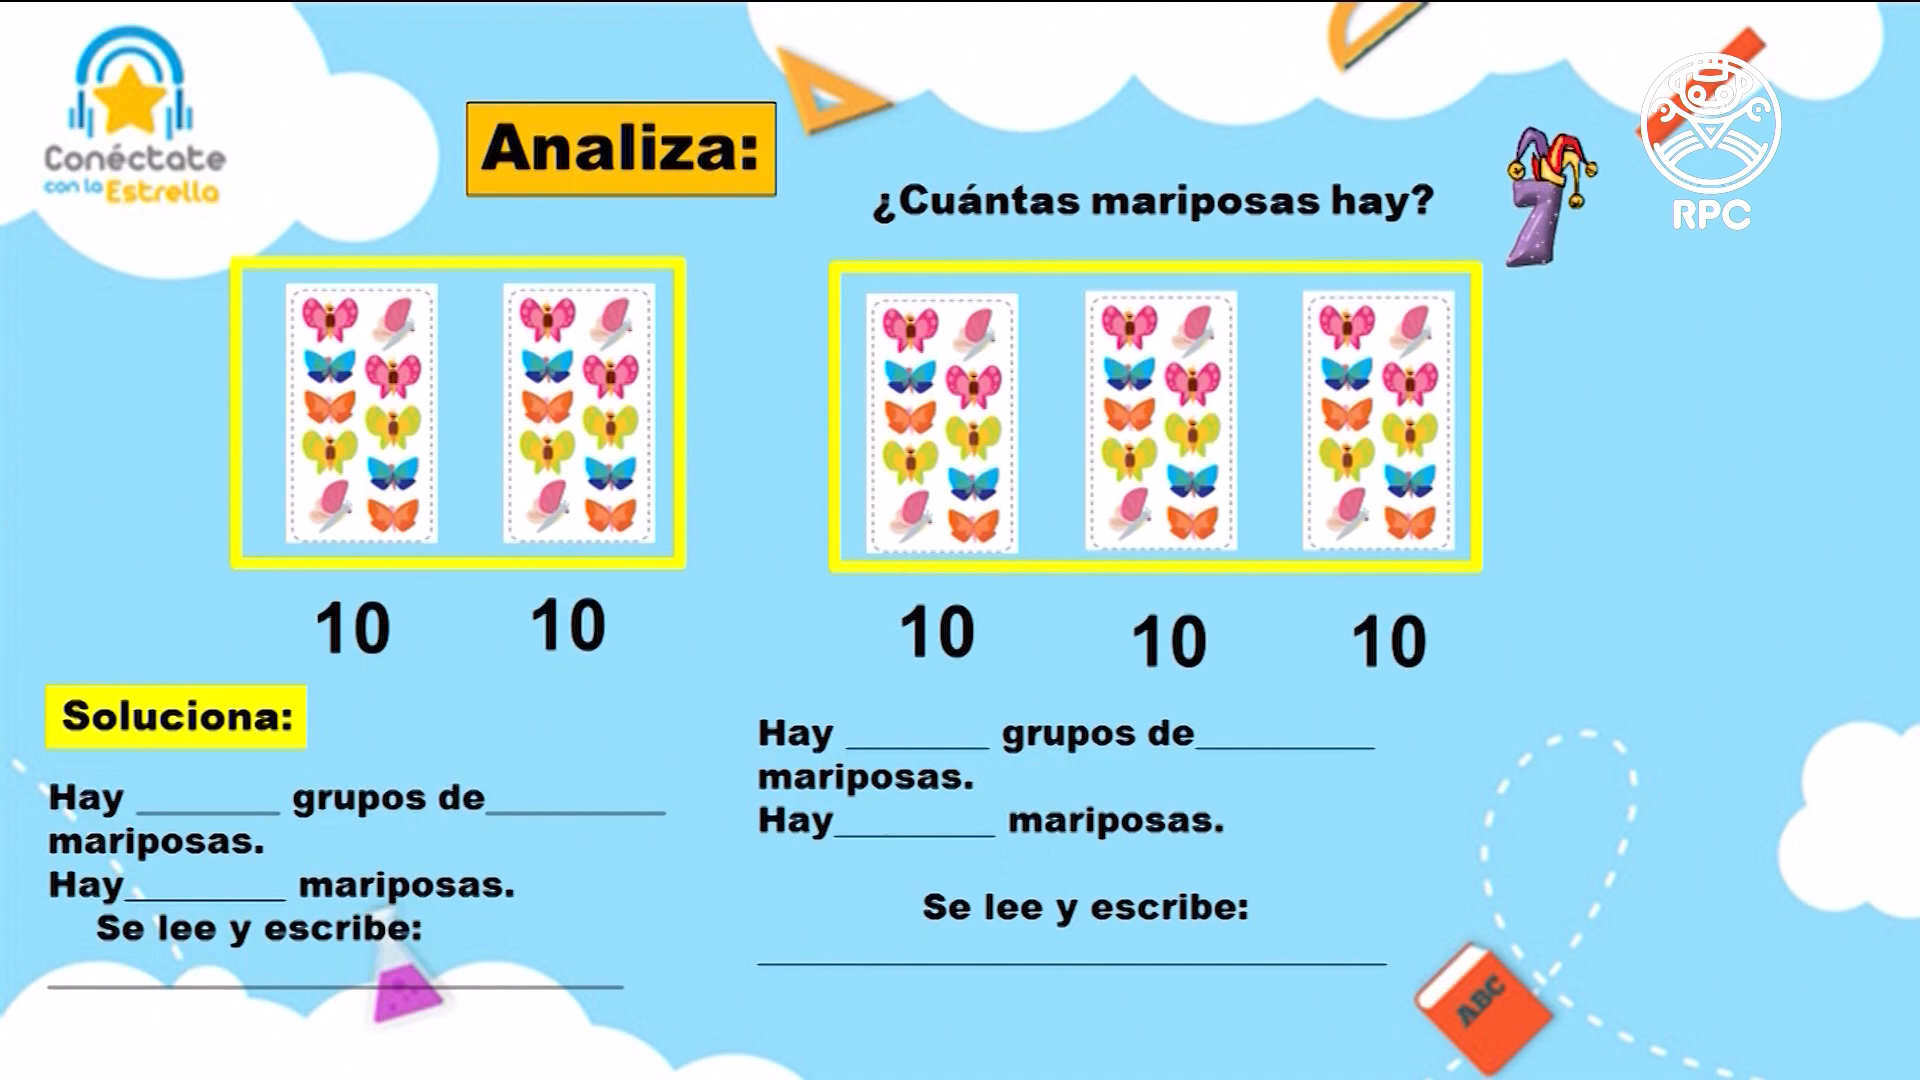 Conéctate
con la Estrella
Analiza:
¿Cuántas mariposas hay?
7
RPC
10
10
10
10
10
Soluciona:
Hay _______ grupos de_________
mariposas.
Hay________ mariposas.
Se lee y escribe:
Hay _______ grupos de_________
mariposas.
Hay________ mariposas.
Se lee y escribe:
ABC